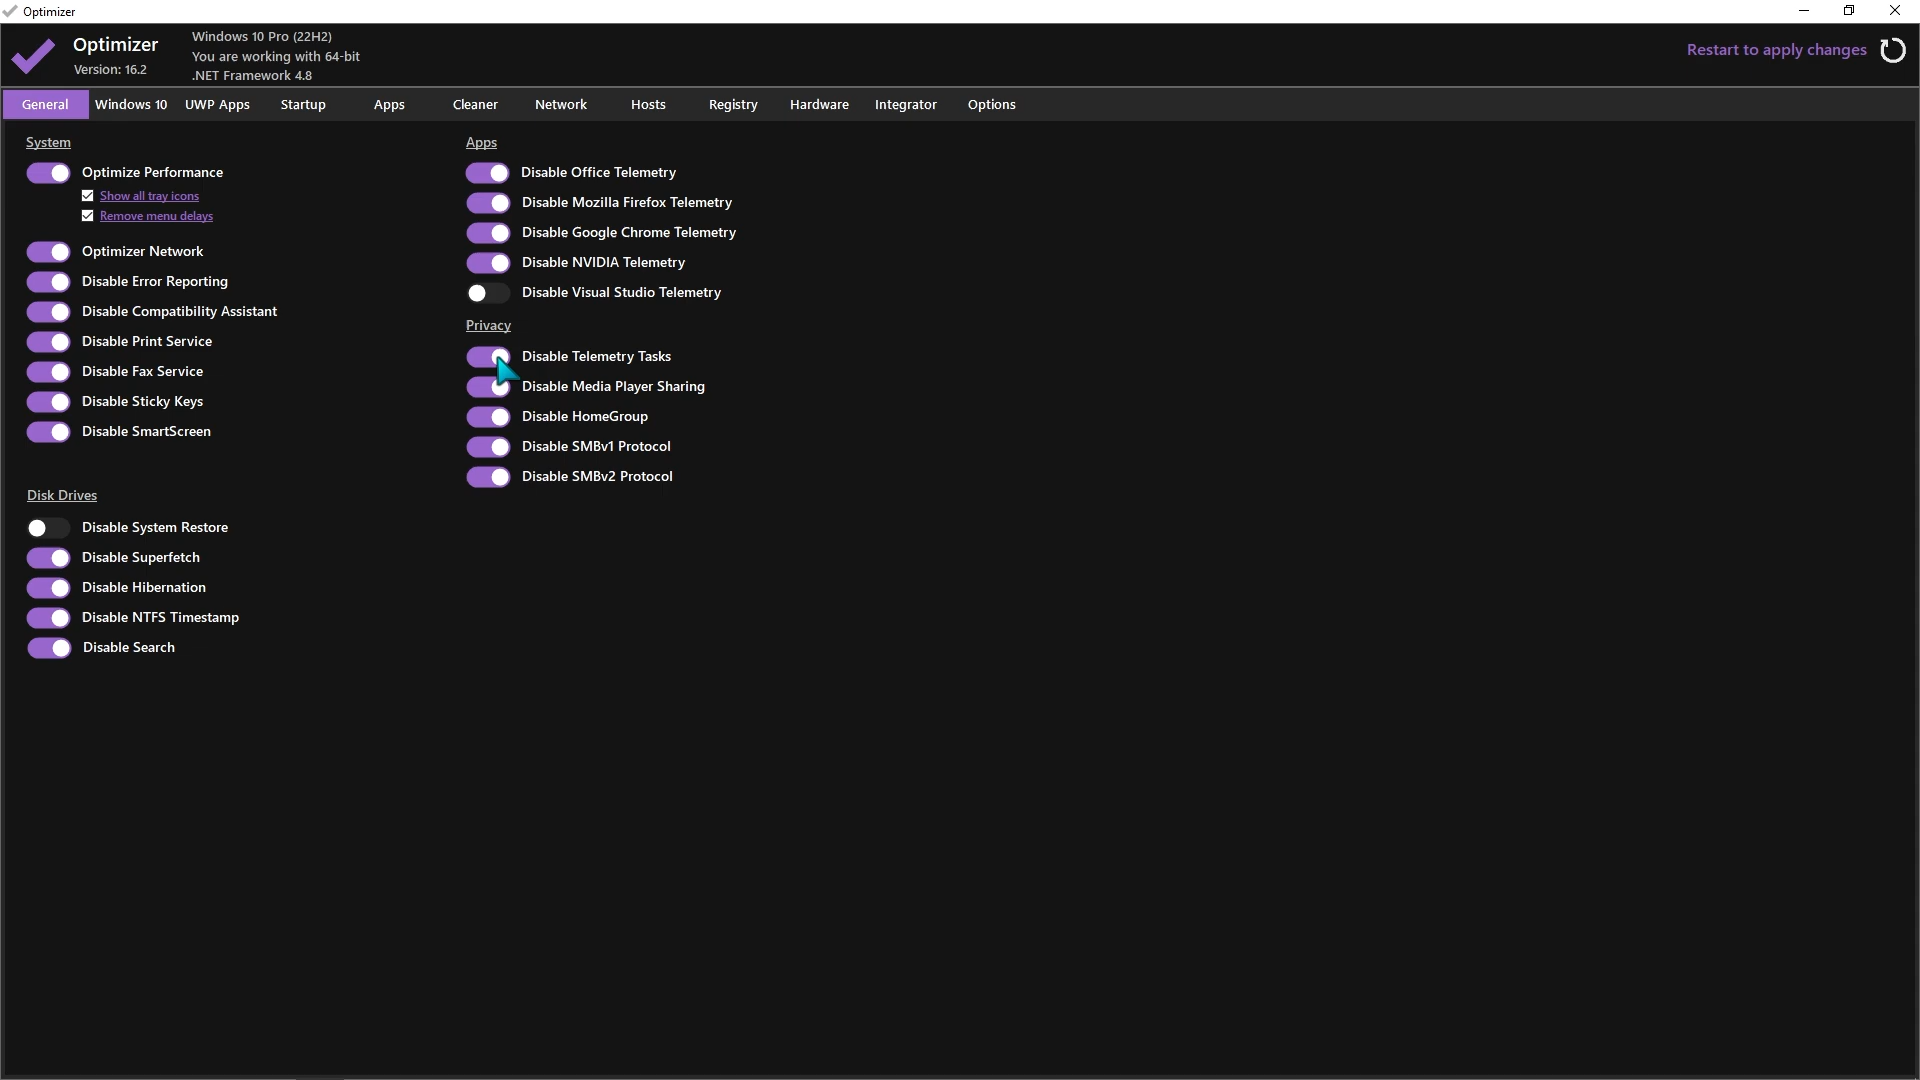 Optimizer
Optimizer
Version: 16.2
Windows 10 Pro (22H2)
You are working with 64-bit
.NET Framework 4.8
Restart to apply changes
General Windows 10 UWP Apps Startup Apps Cleaner Network Hosts Registry Hardware Integrator Options
System
Optimize Performance
Show all tray icons
Remove menu delays
Optimizer Network
Disable Error Reporting
Disable Compatibility Assistant
Disable Print Service
Disable Fax Service
Disable Sticky Keys
Disable SmartScreen
Disk Drives
Disable System Restore
Disable Superfetch
Disable Hibernation
Disable NTFS Timestamp
Disable Search
Apps
Disable Office Telemetry
Disable Mozilla Firefox Telemetry
Disable Google Chrome Telemetry
Disable NVIDIA Telemetry
Disable Visual Studio Telemetry
Privacy
Disable Telemetry Tasks
Disable Media Player Sharing
Disable HomeGroup
Disable SMBv1 Protocol
Disable SMBv2 Protocol